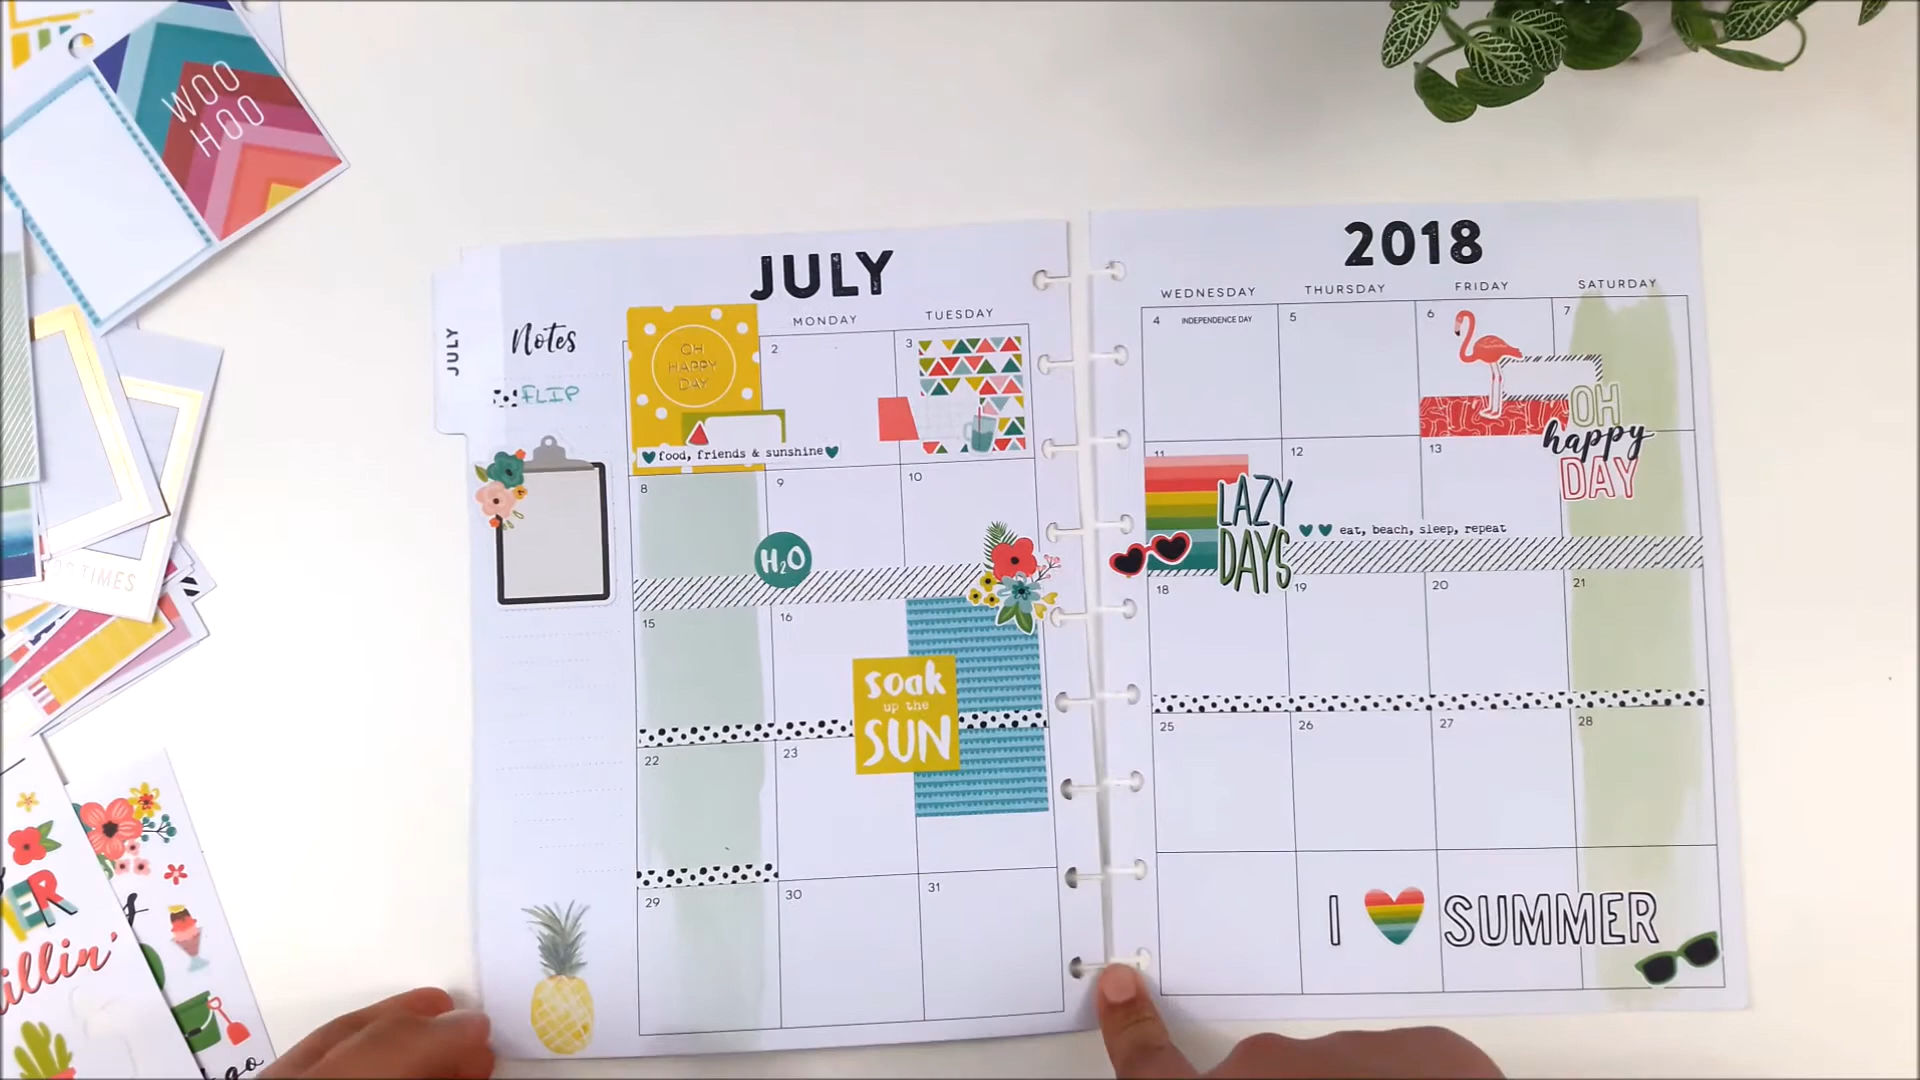 WOO
HOO
TIMES
ER
illin'
go
JULY
Notes
FLIP
JULY
MONDAY
TUESDAY
OH
HAPPY
DAY
2
3
food, friends & sunshine
8
9
10
H₂O
15
16
soak
up the
SUN
22
23
29
30
31
2018
WEDNESDAY
THURSDAY
FRIDAY
SATURDAY
4 INDEPENDENCE DAY
5
6
7
OH
happy
DAY
11
12
13
LAZY
DAYS
eat, beach, sleep, repeat
18
19
20
21
25
26
27
28
I SUMMER